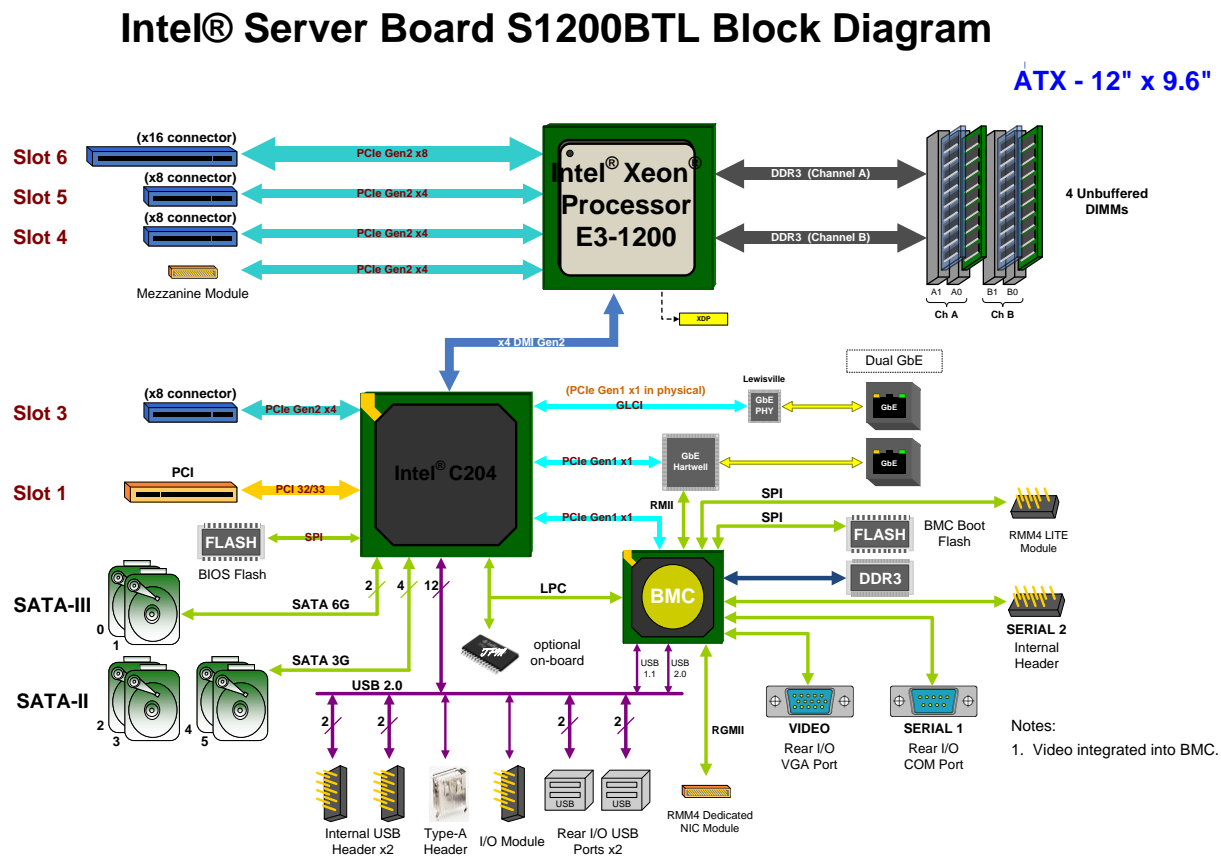 Intel® Server Board S1200BTL Block Diagram
ATX - 12" x 9.6"
(x16 connector)
Slot 6
PCIe Gen2 x8
(x8 connector)
Slot 5
PCIe Gen2 x4
(x8 connector)
Slot 4
PCIe Gen2 x4
PCIe Gen2 x4
Mezzanine Module
Intel® Xeon®
Processor
E3-1200
DDR3 (Channel A)
DDR3 (Channel B)
4 Unbuffered
DIMMs
A1 A0 B1 B0
Ch A Ch B
XDP
x4 DMI Gen2
Dual GbE
(x8 connector)
Slot 3
PCIe Gen2 x4
(PCIe Gen1 x1 in physical)
GLCI
Lewisville
GbE
PHY
GbE
PCI
Slot 1
PCI 32/33
Intel® C204
PCIe Gen1 x1
GbE
Hartwell
GbE
RMII
SPI
SPI
RMM4 LITE
Module
PCIe Gen1 x1
FLASH
BIOS Flash
SPI
FLASH
BMC Boot
Flash
DDR3
BMC
2 4 12
LPC
SATA-III
0
1
SATA 6G
TPM
optional
on-board
SERIAL 2
Internal
Header
SATA 3G
SATA-II
2
3
4
5
USB 2.0
USB
1.1
USB
2.0
2 2 2 2
RGMII
VIDEO
Rear I/O
VGA Port
SERIAL 1
Rear I/O
COM Port
Notes:
1. Video integrated into BMC.
USB
USB
Internal USB
Header x2
Type-A
Header
I/O Module
Rear I/O USB
Ports x2
RMM4 Dedicated
NIC Module